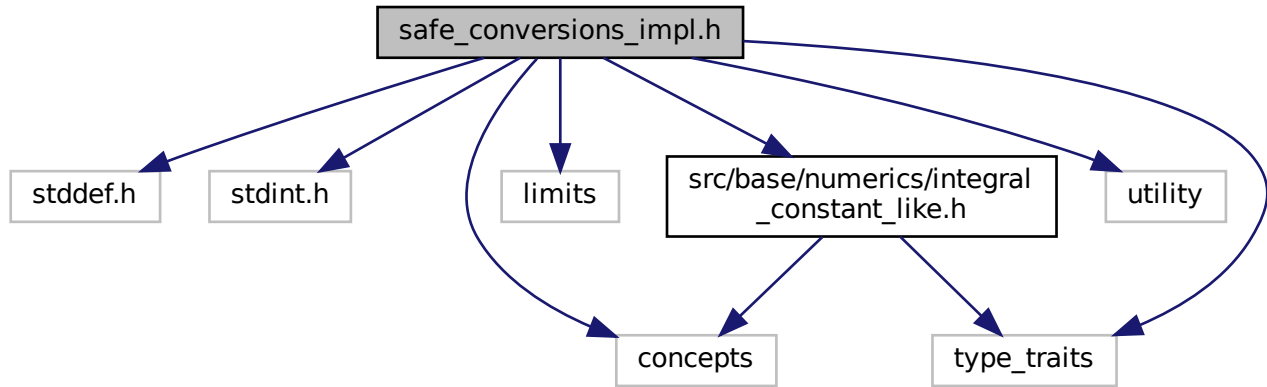 safe_conversions_impl.h
stddef.h
stdint.h
limits
src/base/numerics/integral
_constant_like.h
utility
concepts
type_traits